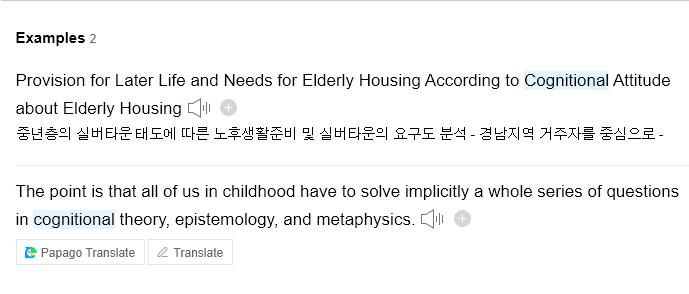 Examples 2
Provision for Later Life and Needs for Elderly Housing According to Cognitional Attitude
about Elderly Housing
중년층의 실버타운 태도에 따른 노후생활준비 및 실버타운의 요구도 분석 - 경남지역 거주자를 중심으로 -
The point is that all of us in childhood have to solve implicitly a whole series of questions
in cognitional theory, epistemology, and metaphysics.
Papago Translate Translate